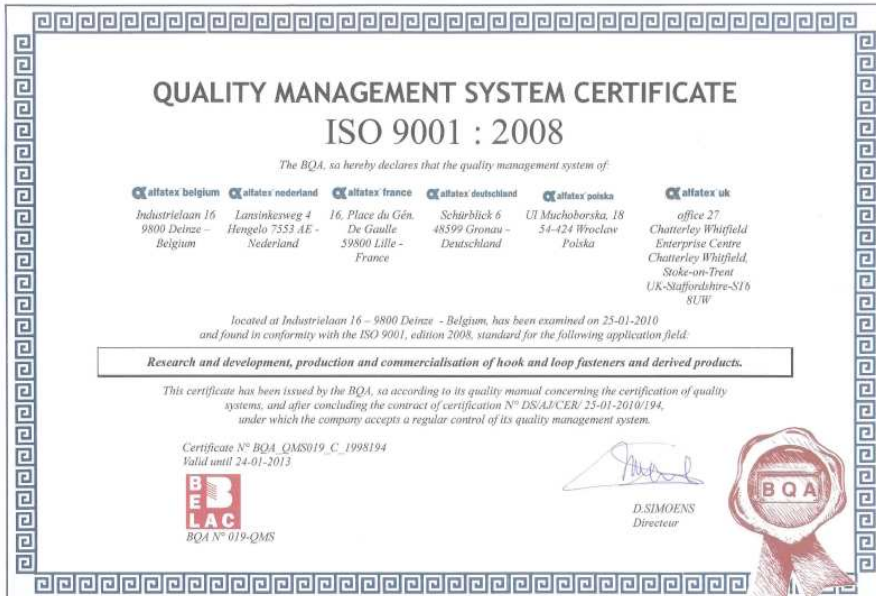 QUALITY MANAGEMENT SYSTEM CERTIFICATE
ISO 9001 : 2008
The BQA, sa hereby declares that the quality management system of:
alfatex belgium
Industrielaan 16
9800 Deinze –
Belgium
alfatex nederland
Lansinkesweg 4
Hengelo 7553 AE -
Nederland
alfatex france
16, Place du Gén.
De Gaulle
59800 Lille -
France
alfatex deutschland
Schürblick 6
48599 Gronau –
Deutschland
alfatex polska
Ul Muchoborska, 18
54-424 Wroclaw
Polska
alfatex uk
office 27
Chatterley Whitfield
Enterprise Centre
Chatterley Whitfield,
Stoke-on-Trent
UK-Staffordshire-ST6
8UW
located at Industrielaan 16 – 9800 Deinze - Belgium, has been examined on 25-01-2010
and found in conformity with the ISO 9001, edition 2008, standard for the following application field:
Research and development, production and commercialisation of hook and loop fasteners and derived products.
This certificate has been issued by the BQA, sa according to its quality manual concerning the certification of quality
systems, and after concluding the contract of certification N° DS/AJ/CER/ 25-01-2010/194,
under which the company accepts a regular control of its quality management system.
Certificate N° BQA_QMS019_C_1998194
Valid until 24-01-2013
BELAC
BQA N° 019-QMS
D.SIMOENS
Directeur
BQA